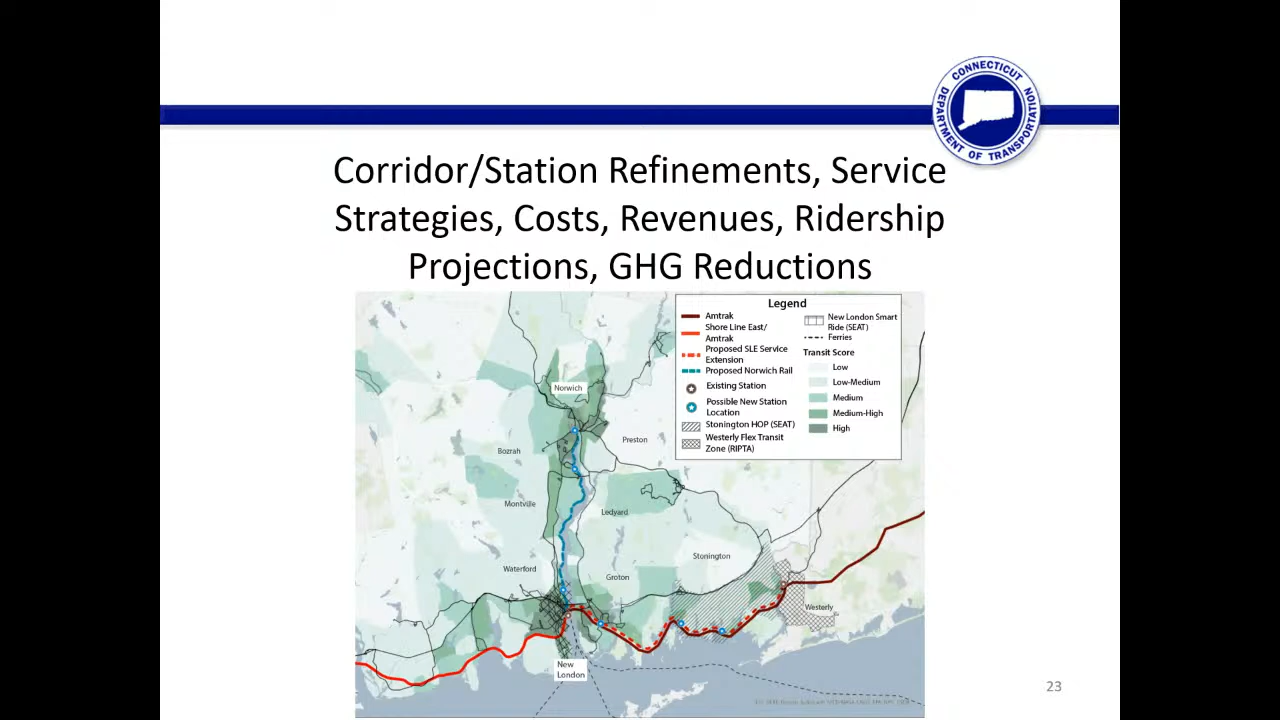 CONNECTICUT
DEPARTMENT OF TRANSPORTATION
Corridor/Station Refinements, Service
Strategies, Costs, Revenues, Ridership
Projections, GHG Reductions
Legend
Amtrak
Shore Line East/
Amtrak
Proposed SLE Service
Extension
Proposed Norwich Rail
Existing Station
Possible New Station
Location
Stonington HOP (SEAT)
Westerly Flex Transit
Zone (RIPTA)
New London Smart
Ride (SEAT)
Ferries
Transit Score
Low
Low-Medium
Medium
Medium-High
High
Norwich
Preston
Bozrah
Montville
Ledyard
Stonington
Waterford
Groton
Westerly
New
London
23